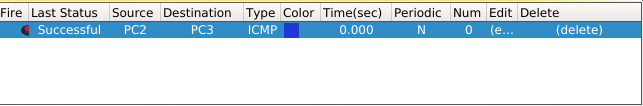 Fire Last Status Source Destination Type Color Time(sec) Periodic Num Edit Delete
Successful PC2 PC3 ICMP 0.000 N 0 (e... (delete)